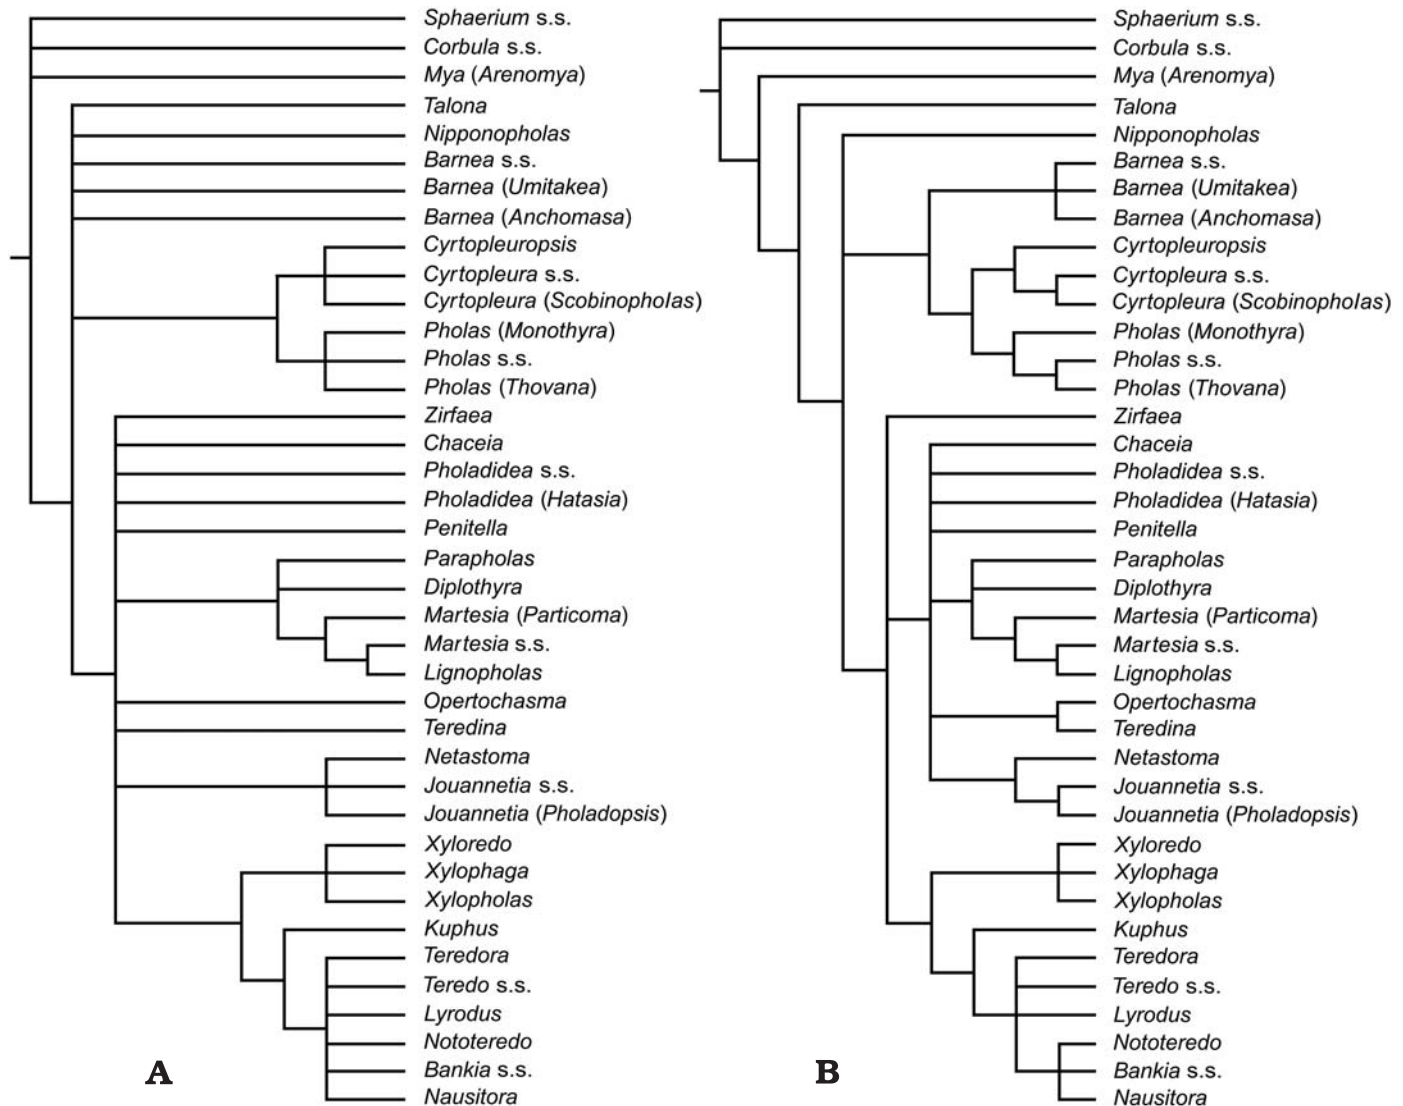 Sphaerium s.s.
Corbula s.s.
Mya (Arenomya)
Talona
Nipponopholas
Barnea s.s.
Barnea (Umitakea)
Barnea (Anchomasa)
Cyrtopleuropsis
Cyrtopleura s.s.
Cyrtopleura (Scobinopholas)
Pholas (Monothyra)
Pholas s.s.
Pholas (Thovana)
Zirfaea
Chaceia
Pholadidea s.s.
Pholadidea (Hatasia)
Penitella
Parapholas
Diplothyra
Martesia (Particoma)
Martesia s.s.
Lignopholas
Opertochasma
Teredina
Netastoma
Jouannetia s.s.
Jouannetia (Pholadopsis)
Xyloredo
Xylophaga
Xylopholas
Kuphus
Teredora
Teredo s.s.
Lyrodus
Nototeredo
Bankia s.s.
Nausitora
A
Sphaerium s.s.
Corbula s.s.
Mya (Arenomya)
Talona
Nipponopholas
Barnea s.s.
Barnea (Umitakea)
Barnea (Anchomasa)
Cyrtopleuropsis
Cyrtopleura s.s.
Cyrtopleura (Scobinopholas)
Pholas (Monothyra)
Pholas s.s.
Pholas (Thovana)
Zirfaea
Chaceia
Pholadidea s.s.
Pholadidea (Hatasia)
Penitella
Parapholas
Diplothyra
Martesia (Particoma)
Martesia s.s.
Lignopholas
Opertochasma
Teredina
Netastoma
Jouannetia s.s.
Jouannetia (Pholadopsis)
Xyloredo
Xylophaga
Xylopholas
Kuphus
Teredora
Teredo s.s.
Lyrodus
Nototeredo
Bankia s.s.
Nausitora
B